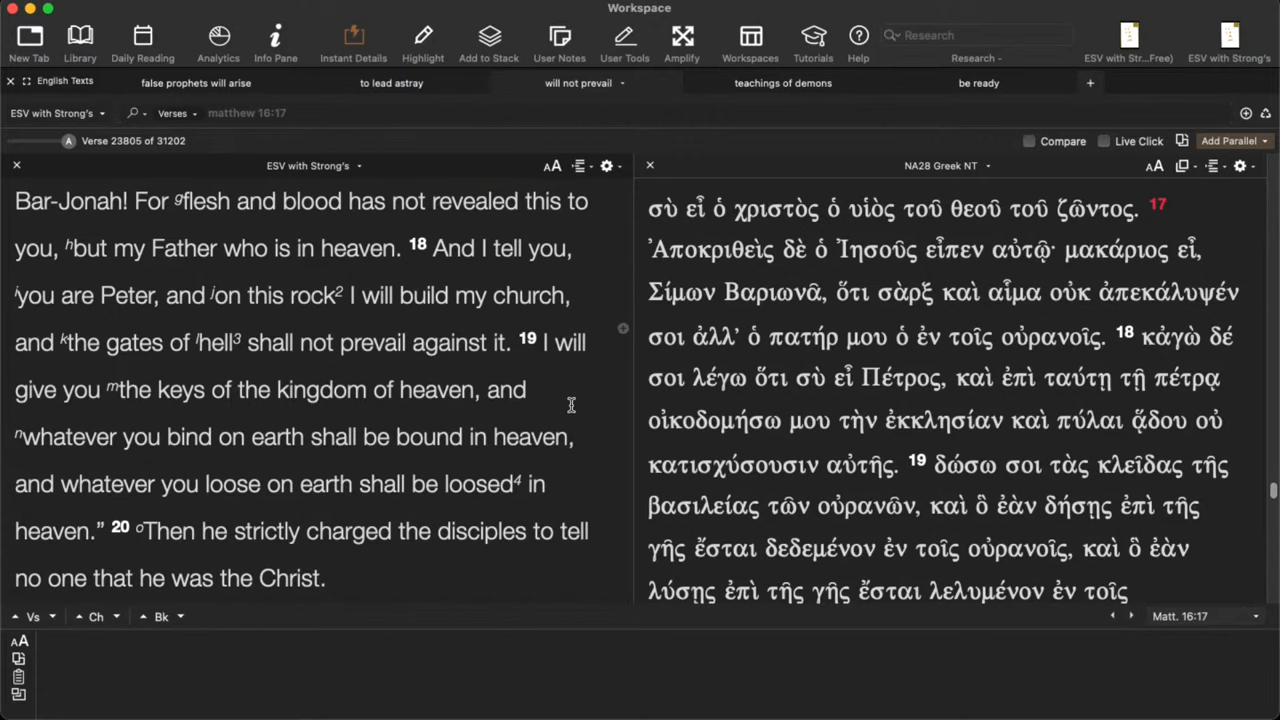 Workspace
New Tab Library Daily Reading Analytics Info Pane Instant Details Highlight Add to Stack User Notes User Tools Amplify Workspaces Tutorials Help Research ESV with Str...Free) ESV with Strong's
Research -
English Texts false prophets will arise to lead astray will not prevail teachings of demons be ready
ESV with Strong's Verses matthew 16:17
A Verse 23805 of 31202 Compare Live Click Add Parallel
ESV with Strong's AA
Bar-Jonah! For gflesh and blood has not revealed this to
you, hbut my Father who is in heaven. 18 And I tell you,
iyou are Peter, and jon this rock2 I will build my church,
and kthe gates of lhell3 shall not prevail against it. 19 I will
give you mthe keys of the kingdom of heaven, and
nwhatever you bind on earth shall be bound in heaven,
and whatever you loose on earth shall be loosed4 in
heaven.” 20 oThen he strictly charged the disciples to tell
no one that he was the Christ.
NA28 Greek NT AA
σὺ εἶ ὁ χριστὸς ὁ υἱὸς τοῦ θεοῦ τοῦ ζῶντος. 17
Ἀποκριθεὶς δὲ ὁ Ἰησοῦς εἶπεν αὐτῷ· μακάριος εἶ,
Σίμων Βαριωνᾶ, ὅτι σὰρξ καὶ αἷμα οὐκ ἀπεκάλυψέν
σοι ἀλλ’ ὁ πατήρ μου ὁ ἐν τοῖς οὐρανοῖς. 18 κἀγὼ δέ
σοι λέγω ὅτι σὺ εἶ Πέτρος, καὶ ἐπὶ ταύτῃ τῇ πέτρᾳ
οἰκοδομήσω μου τὴν ἐκκλησίαν καὶ πύλαι ᾅδου οὐ
κατισχύσουσιν αὐτῆς. 19 δώσω σοι τὰς κλεῖδας τῆς
βασιλείας τῶν οὐρανῶν, καὶ ὃ ἐὰν δήσῃς ἐπὶ τῆς
γῆς ἔσται δεδεμένον ἐν τοῖς οὐρανοῖς, καὶ ὃ ἐὰν
λύσῃς ἐπὶ τῆς γῆς ἔσται λελυμένον ἐν τοῖς
Vs Ch Bk Matt. 16:17
AA